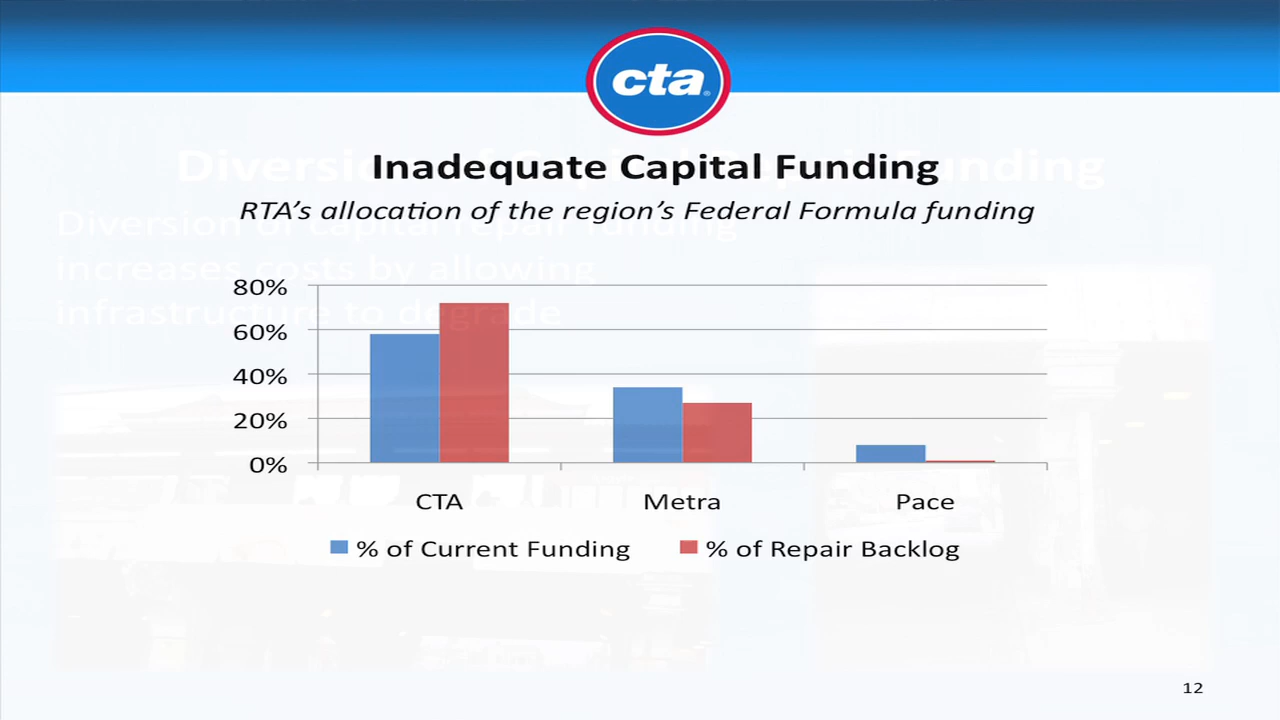 cta
Diversion of Capital Repair Funding
Inadequate Capital Funding
RTA’s allocation of the region’s Federal Formula funding
Diversion of capital repair funding
increases costs by allowing
infrastructure to degrade
80%
60%
40%
20%
0%
CTA Metra Pace
% of Current Funding % of Repair Backlog
12